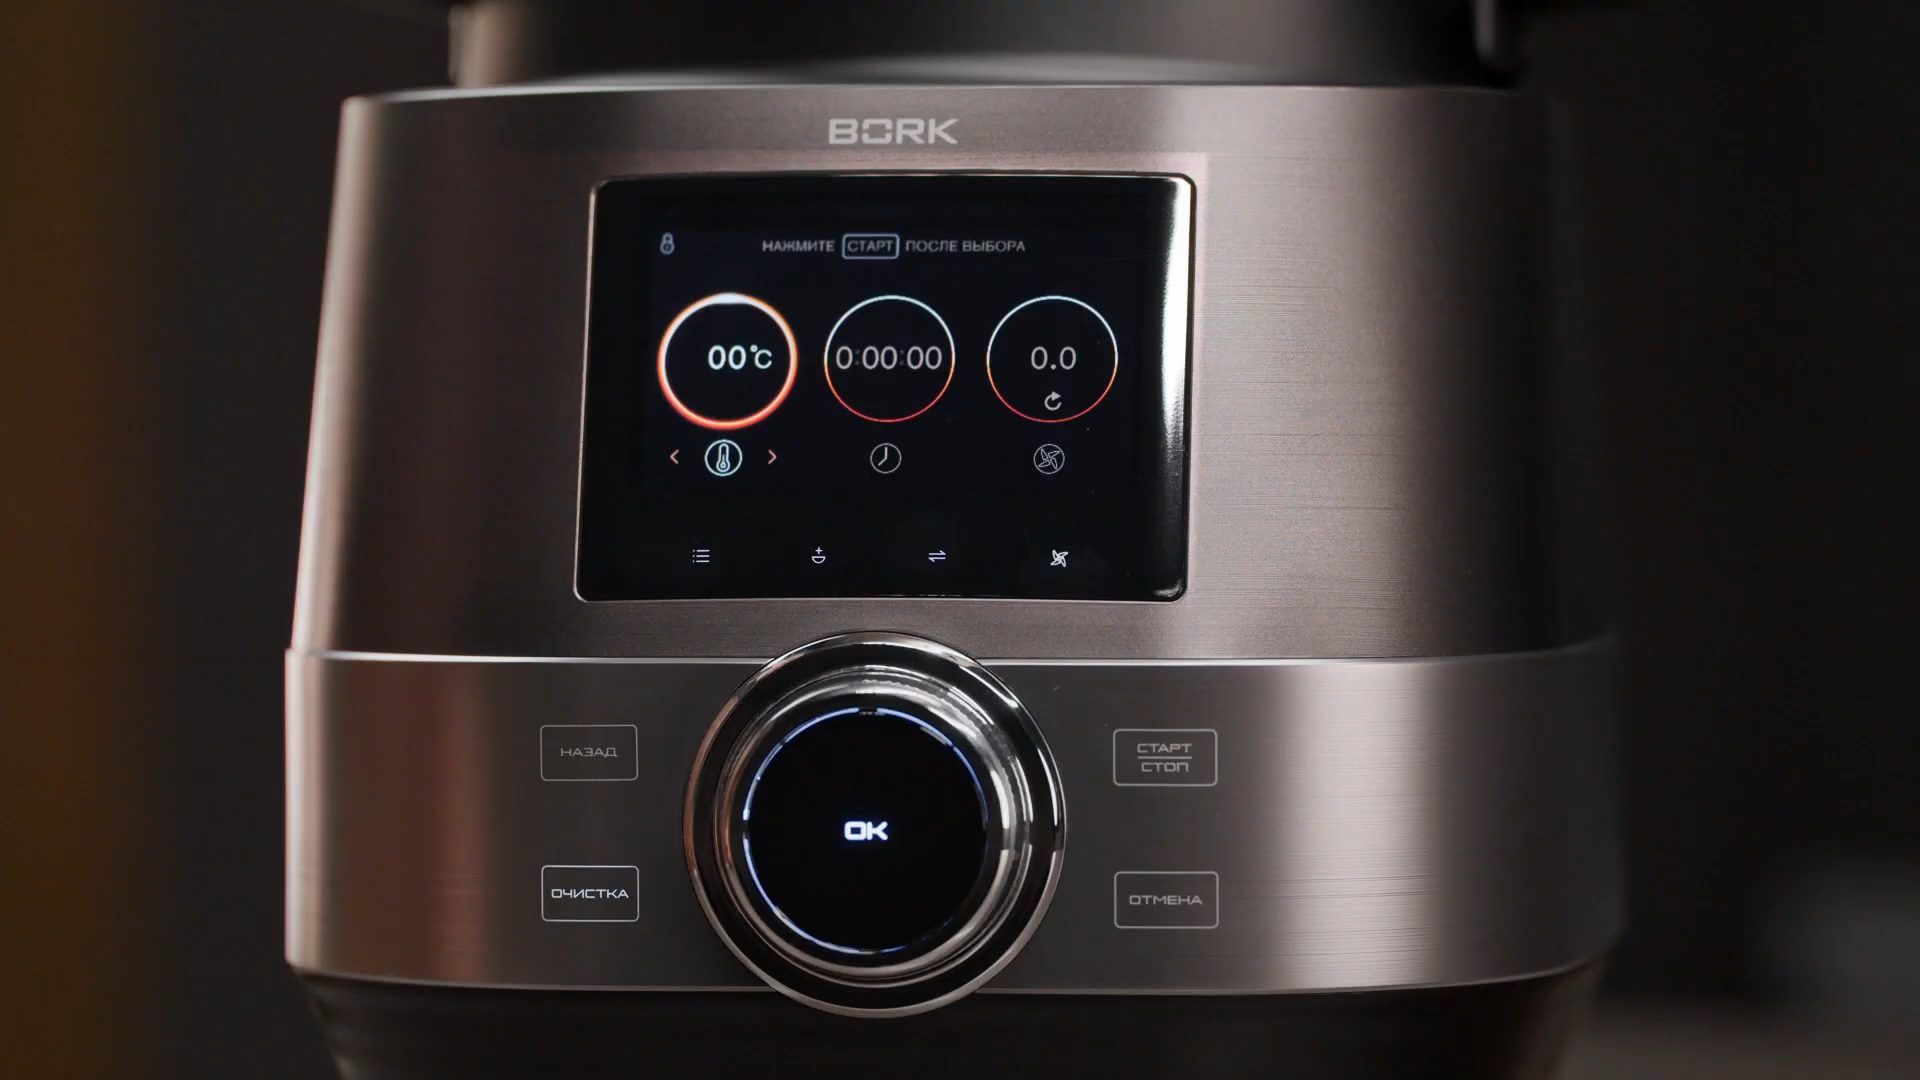 BORK
НАЖМИТЕ СТАРТ ПОСЛЕ ВЫБОРА
00°C 0:00:00 0.0
НАЗАД
СТАРТ
СТОП
OK
ОЧИСТКА
ОТМЕНА